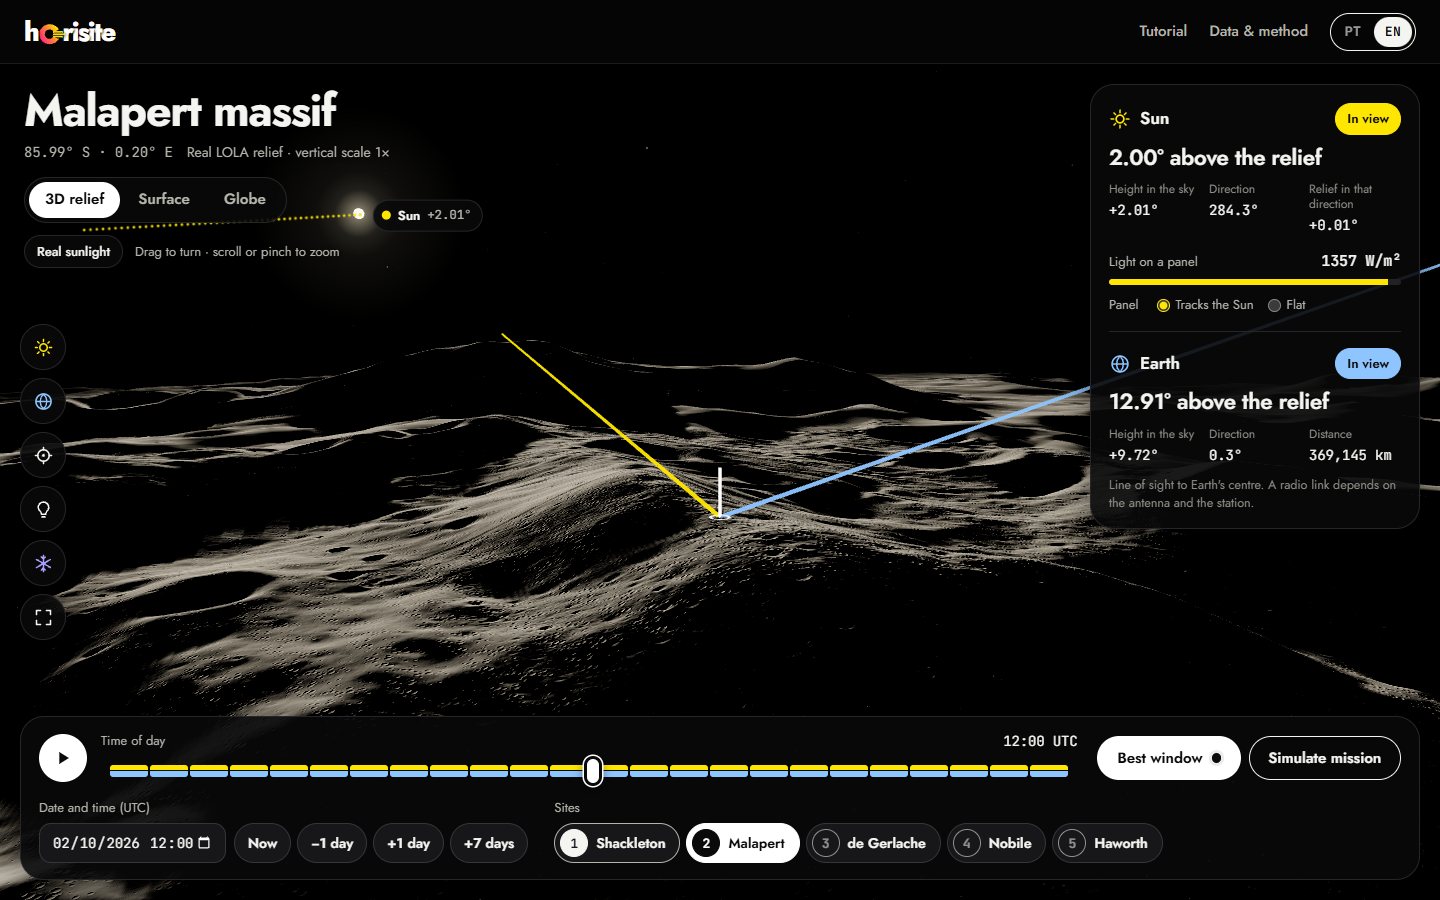 horisite
Tutorial
Data & method
PT
EN
Malapert massif
85.99° S · 0.20° E Real LOLA relief · vertical scale 1×
3D relief
Surface
Globe
Sun +2.01°
Real sunlight
Drag to turn · scroll or pinch to zoom
Sun
In view
2.00° above the relief
Height in the sky
+2.01°
Direction
284.3°
Relief in that
direction
+0.01°
Light on a panel
1357 W/m²
Panel
Tracks the Sun
Flat
Earth
In view
12.91° above the relief
Height in the sky
+9.72°
Direction
0.3°
Distance
369,145 km
Line of sight to Earth's centre. A radio link depends on
the antenna and the station.
Time of day
12:00 UTC
Best window
Simulate mission
Date and time (UTC)
02/10/2026 12:00
Now
−1 day
+1 day
+7 days
Sites
1 Shackleton
2 Malapert
3 de Gerlache
4 Nobile
5 Haworth